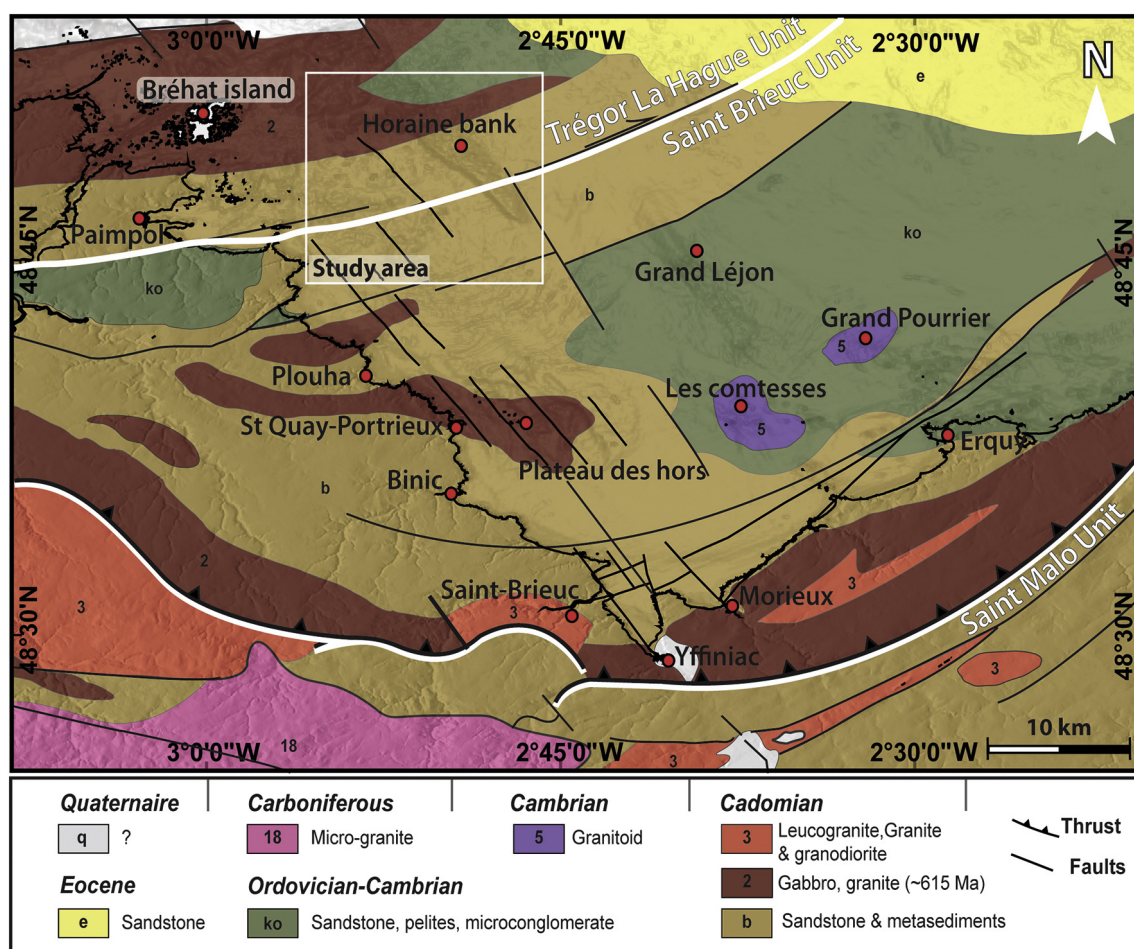 3°0'0"W
2°45'0"W
2°30'0"W
N
Trégor La Hague Unit
Saint Brieuc Unit
e
Bréhat island
2
Horaine bank
b
ko
Paimpol
48°45'N
48°45'N
Study area
Grand Léjon
ko
Grand Pourrier
5
Plouha
Les comtesses
5
St Quay-Portrieux
Erquy
Plateau des hors
Binic
b
2
Saint Malo Unit
3
Saint-Brieuc
3
3
Morieux
48°30'N
48°30'N
Yffiniac
3
10 km
3°0'0"W
18
2°45'0"W
3
2°30'0"W
Quaternaire
Carboniferous
Cambrian
Cadomian
q ?
18 Micro-granite
5 Granitoid
3 Leucogranite,Granite
& granodiorite
Thrust
Eocene
Ordovician-Cambrian
2 Gabbro, granite (~615 Ma)
Faults
e Sandstone
ko Sandstone, pelites, microconglomerate
b Sandstone & metasediments